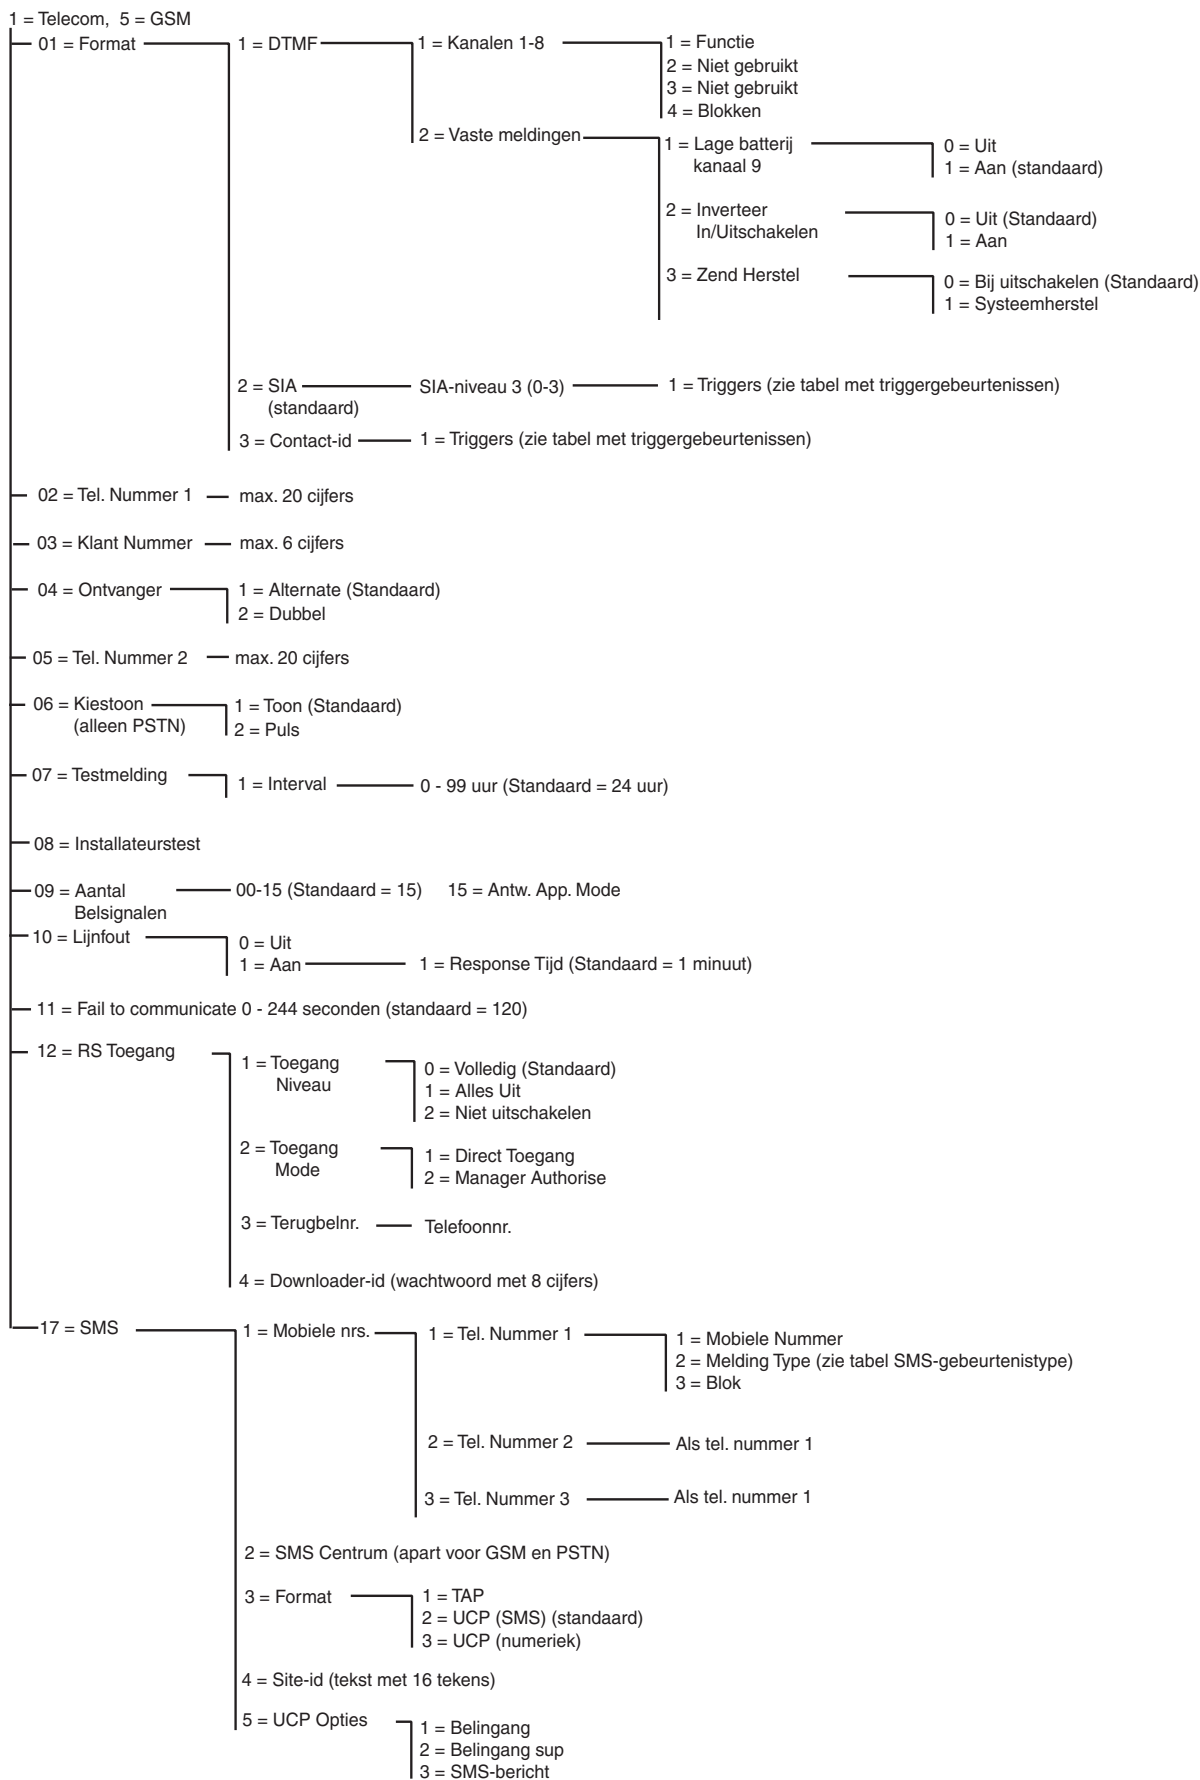 1 = Telecom, 5 = GSM
01 = Format
1 = DTMF
1 = Kanalen 1-8
1 = Functie
2 = Niet gebruikt
3 = Niet gebruikt
4 = Blokken
2 = Vaste meldingen
1 = Lage batterij
kanaal 9
0 = Uit
1 = Aan (standaard)
2 = Inverteer
In/Uitschakelen
0 = Uit (Standaard)
1 = Aan
3 = Zend Herstel
0 = Bij uitschakelen (Standaard)
1 = Systeemherstel
2 = SIA
(standaard)
SIA-niveau 3 (0-3)
1 = Triggers (zie tabel met triggergebeurtenissen)
3 = Contact-id
1 = Triggers (zie tabel met triggergebeurtenissen)
02 = Tel. Nummer 1
max. 20 cijfers
03 = Klant Nummer
max. 6 cijfers
04 = Ontvanger
1 = Alternate (Standaard)
2 = Dubbel
05 = Tel. Nummer 2
max. 20 cijfers
06 = Kiestoon
(alleen PSTN)
1 = Toon (Standaard)
2 = Puls
07 = Testmelding
1 = Interval
0 - 99 uur (Standaard = 24 uur)
08 = Installateurstest
09 = Aantal
Belsignalen
00-15 (Standaard = 15)
15 = Antw. App. Mode
10 = Lijnfout
0 = Uit
1 = Aan
1 = Response Tijd (Standaard = 1 minuut)
11 = Fail to communicate 0 - 244 seconden (standaard = 120)
12 = RS Toegang
1 = Toegang
Niveau
0 = Volledig (Standaard)
1 = Alles Uit
2 = Niet uitschakelen
2 = Toegang
Mode
1 = Direct Toegang
2 = Manager Authorise
3 = Terugbelnr.
Telefoonnr.
4 = Downloader-id (wachtwoord met 8 cijfers)
17 = SMS
1 = Mobiele nrs.
1 = Tel. Nummer 1
1 = Mobiele Nummer
2 = Melding Type (zie tabel SMS-gebeurtenistype)
3 = Blok
2 = Tel. Nummer 2
Als tel. nummer 1
3 = Tel. Nummer 3
Als tel. nummer 1
2 = SMS Centrum (apart voor GSM en PSTN)
3 = Format
1 = TAP
2 = UCP (SMS) (standaard)
3 = UCP (numeriek)
4 = Site-id (tekst met 16 tekens)
5 = UCP Opties
1 = Belingang
2 = Belingang sup
3 = SMS-bericht